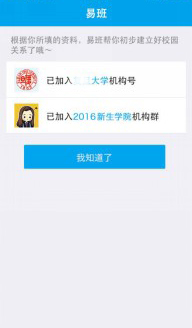 易班
根据你所填的资料，易班帮你初步建立好校园
关系了哦～
已加入 大学机构号
已加入2016新生学院机构群
我知道了